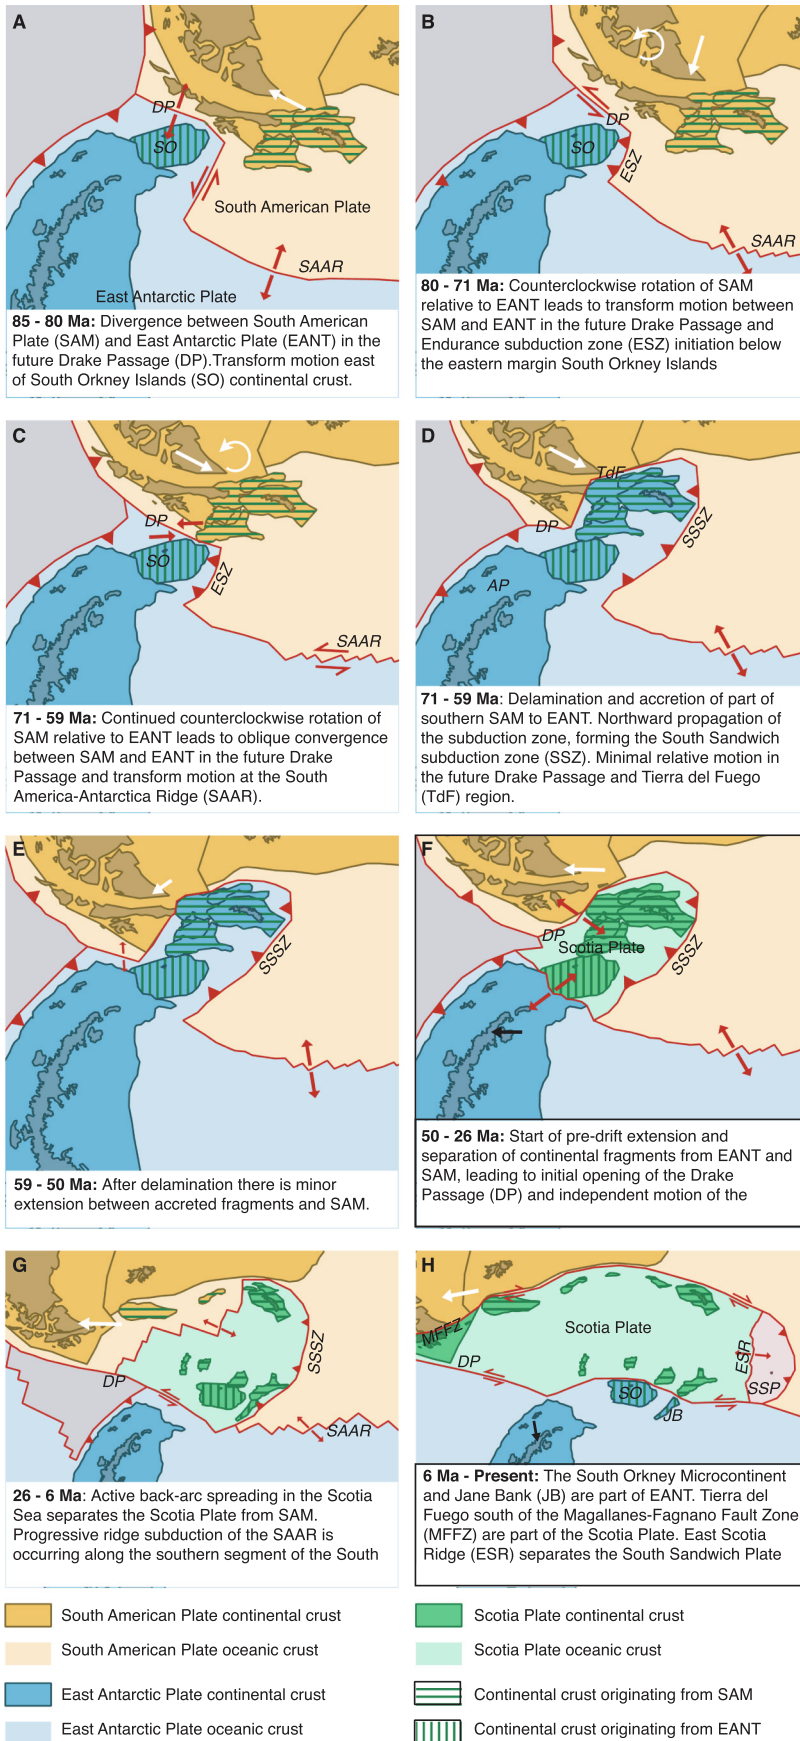 A
DP
SO
South American Plate
SAAR
East Antarctic Plate
85 - 80 Ma: Divergence between South American
Plate (SAM) and East Antarctic Plate (EANT) in the
future Drake Passage (DP).Transform motion east
of South Orkney Islands (SO) continental crust.
B
DP
SO
ESZ
SAAR
80 - 71 Ma: Counterclockwise rotation of SAM
relative to EANT leads to transform motion between
SAM and EANT in the future Drake Passage and
Endurance subduction zone (ESZ) initiation below
the eastern margin South Orkney Islands
C
DP
SO
ESZ
SAAR
71 - 59 Ma: Continued counterclockwise rotation of
SAM relative to EANT leads to oblique convergence
between SAM and EANT in the future Drake
Passage and transform motion at the South
America-Antarctica Ridge (SAAR).
D
TdF
DP
SSSZ
AP
71 - 59 Ma: Delamination and accretion of part of
southern SAM to EANT. Northward propagation of
the subduction zone, forming the South Sandwich
subduction zone (SSZ). Minimal relative motion in
the future Drake Passage and Tierra del Fuego
(TdF) region.
E
SSSZ
59 - 50 Ma: After delamination there is minor
extension between accreted fragments and SAM.
F
DP
Scotia Plate
SSSZ
50 - 26 Ma: Start of pre-drift extension and
separation of continental fragments from EANT and
SAM, leading to initial opening of the Drake
Passage (DP) and independent motion of the
G
SSSZ
DP
SAAR
26 - 6 Ma: Active back-arc spreading in the Scotia
Sea separates the Scotia Plate from SAM.
Progressive ridge subduction of the SAAR is
occurring along the southern segment of the South
H
MFFZ
Scotia Plate
DP
ESR
SSP
SO
JB
6 Ma - Present: The South Orkney Microcontinent
and Jane Bank (JB) are part of EANT. Tierra del
Fuego south of the Magallanes-Fagnano Fault Zone
(MFFZ) are part of the Scotia Plate. East Scotia
Ridge (ESR) separates the South Sandwich Plate
South American Plate continental crust
South American Plate oceanic crust
East Antarctic Plate continental crust
East Antarctic Plate oceanic crust
Scotia Plate continental crust
Scotia Plate oceanic crust
Continental crust originating from SAM
Continental crust originating from EANT